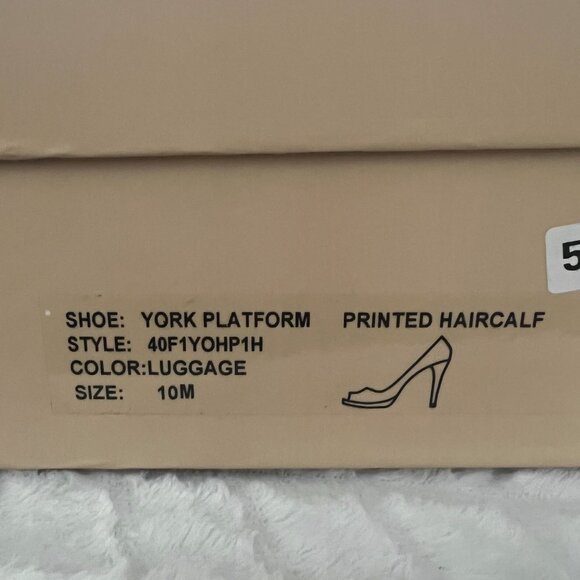 5
SHOE: YORK PLATFORM PRINTED HAIRCALF
STYLE: 40F1YOHP1H
COLOR:LUGGAGE
SIZE: 10M